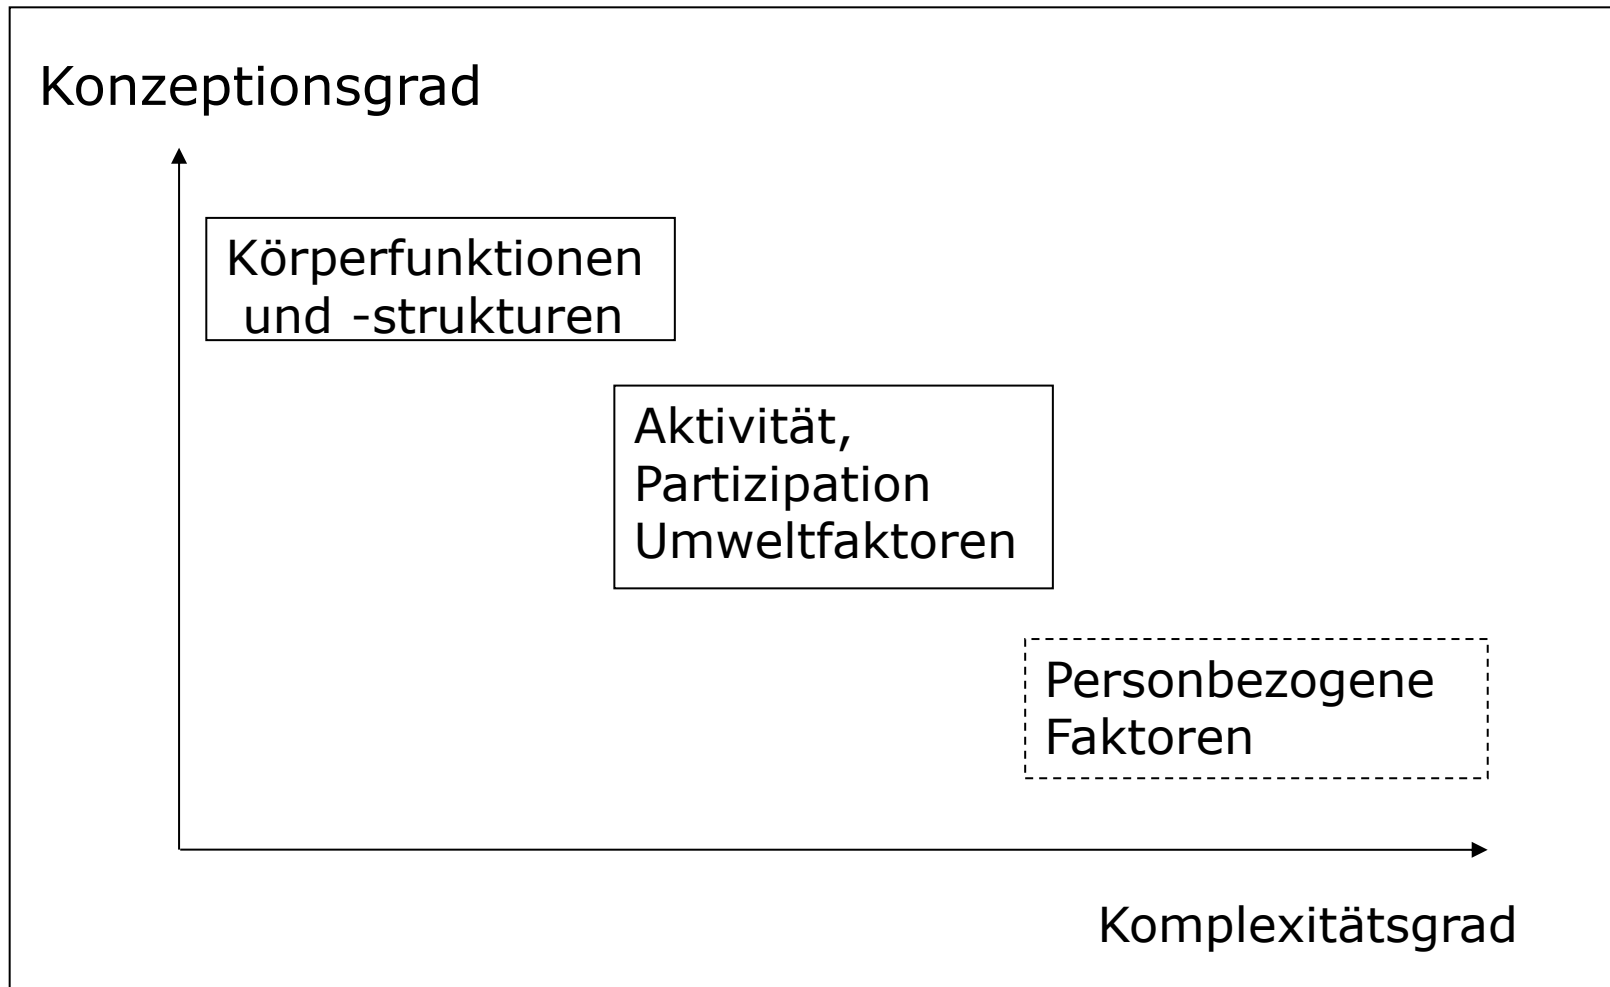 Konzeptionsgrad
Körperfunktionen
und -strukturen
Aktivität,
Partizipation
Umweltfaktoren
Personbezogene
Faktoren
Komplexitätsgrad